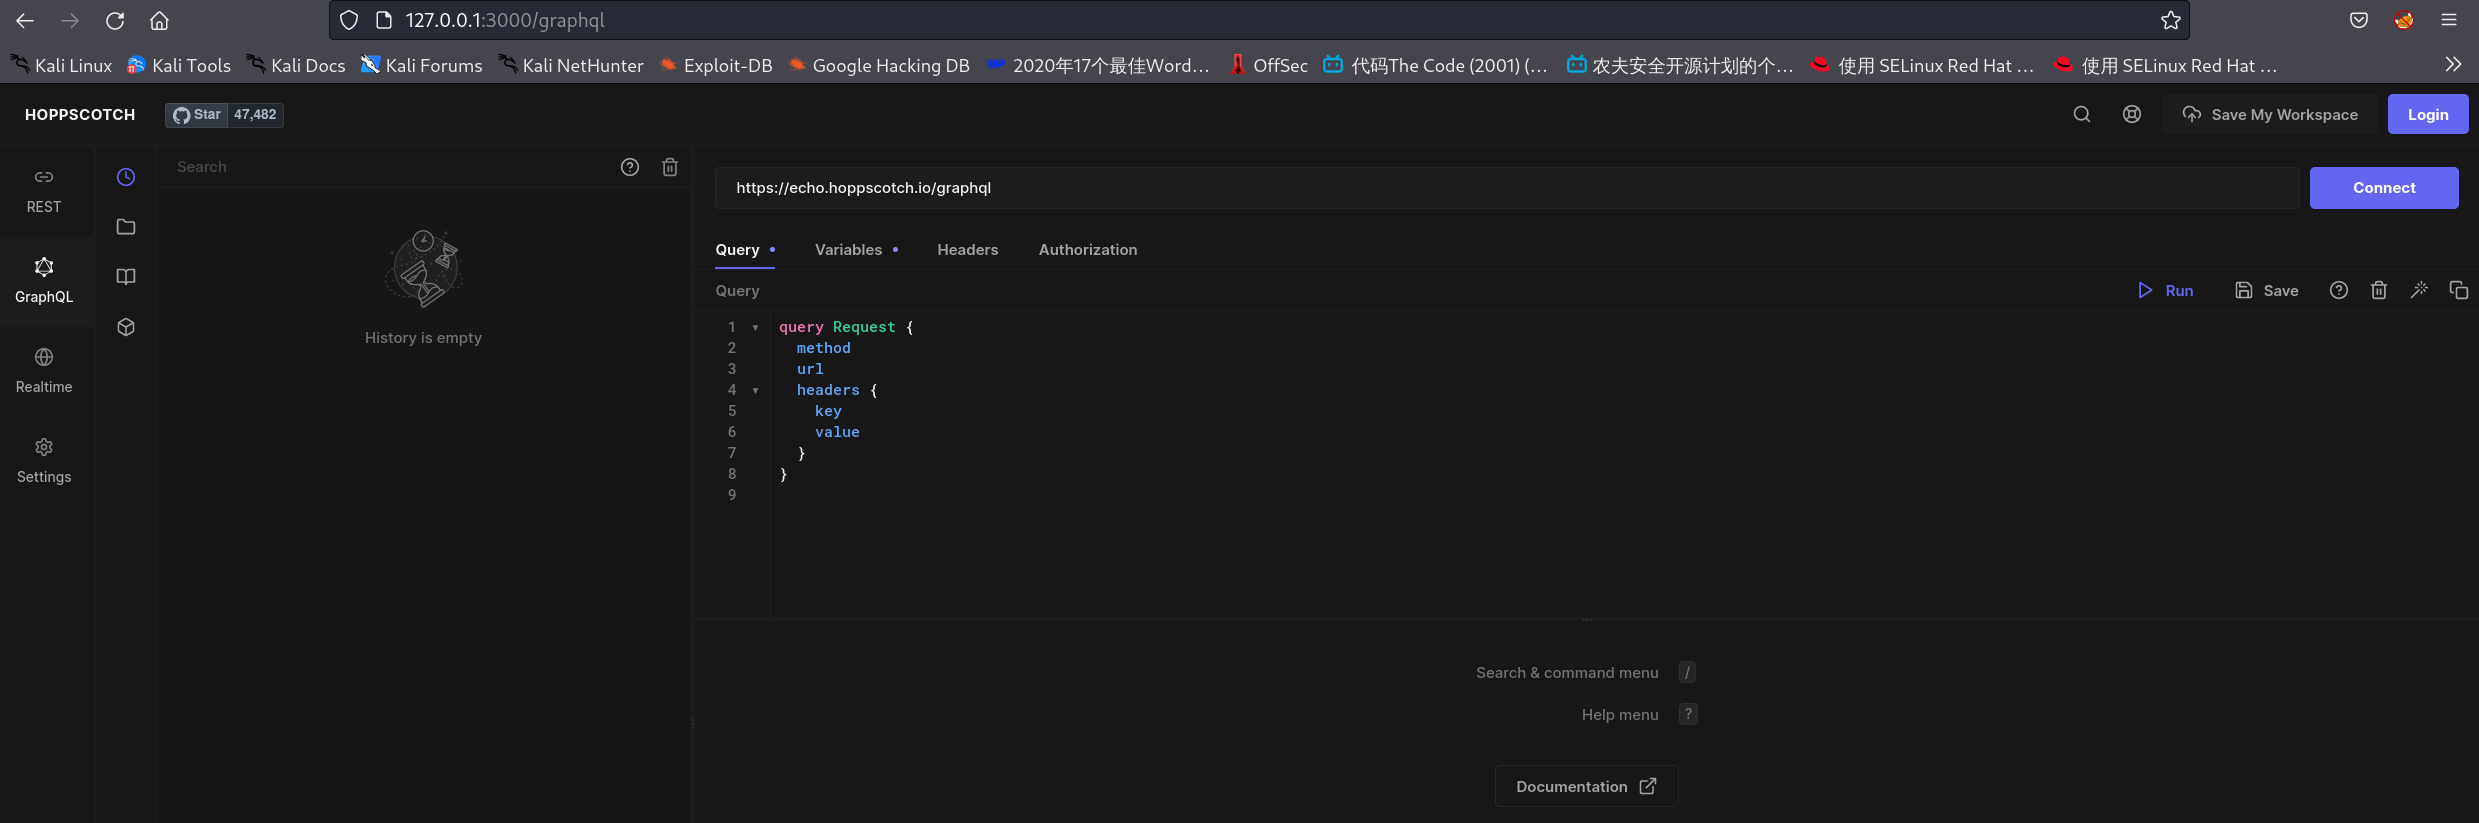 127.0.0.1:3000/graphql
Kali Linux Kali Tools Kali Docs Kali Forums Kali NetHunter Exploit-DB Google Hacking DB 2020年17个最佳Word… OffSec 代码The Code (2001) (… 农夫安全开源计划的个… 使用 SELinux Red Hat … 使用 SELinux Red Hat …
HOPPSCOTCH Star 47,482 Save My Workspace Login
REST
GraphQL
Realtime
Settings
Search
History is empty
https://echo.hoppscotch.io/graphql Connect
Query Variables Headers Authorization
Query Run Save
1 query Request {
2 method
3 url
4 headers {
5 key
6 value
7 }
8 }
9
Search & command menu /
Help menu ?
Documentation